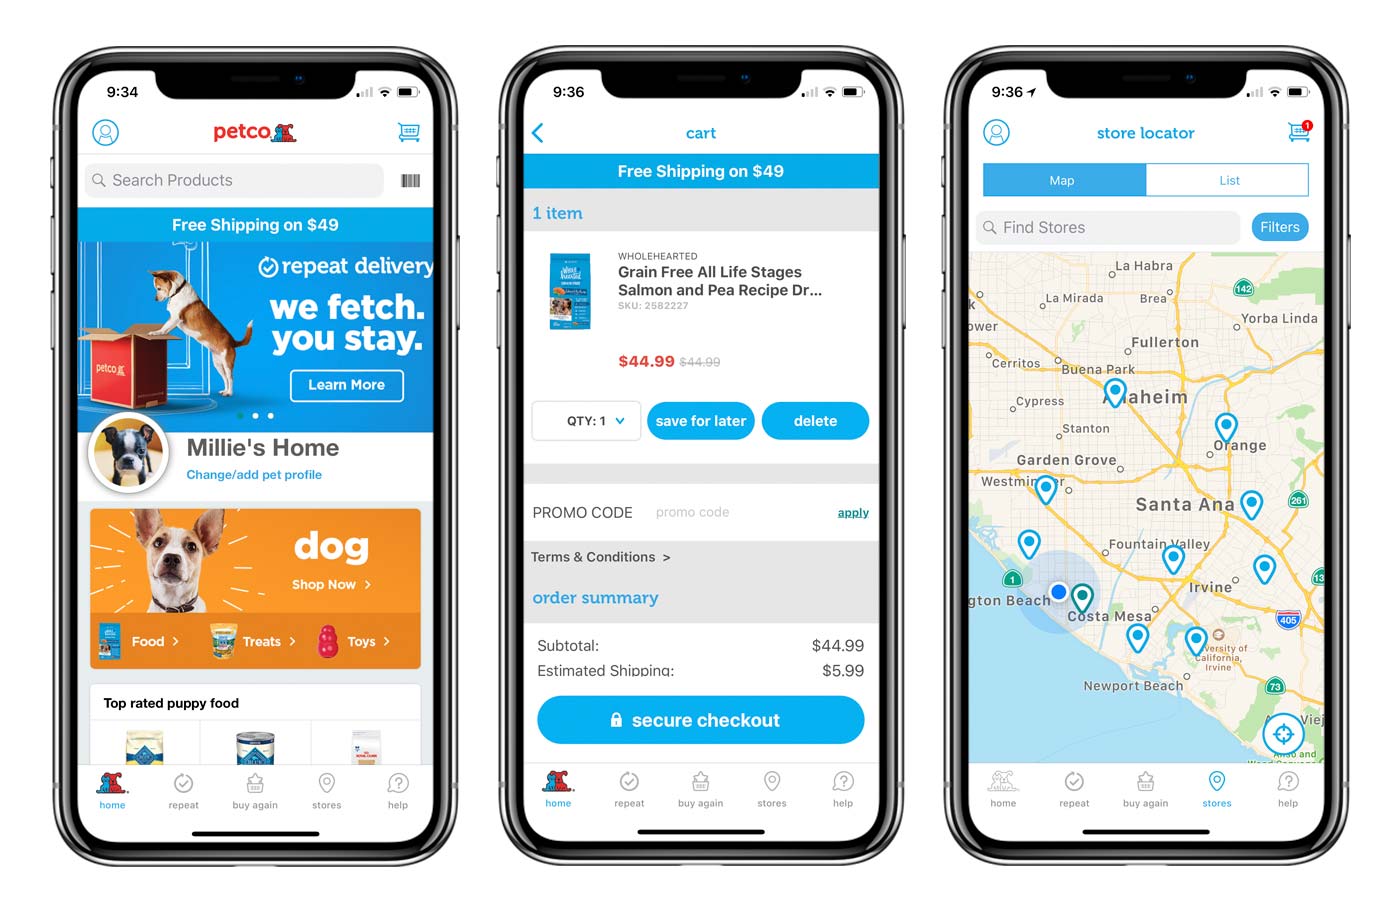 9:34
petco
Search Products
Free Shipping on $49
repeat delivery
we fetch.
you stay.
petco
Learn More
Millie's Home
Change/add pet profile
dog
Shop Now >
Food >
Treats >
Toys >
Top rated puppy food
home
repeat
buy again
stores
help
9:36
cart
Free Shipping on $49
1 item
WHOLEHEARTED
Grain Free All Life Stages
Salmon and Pea Recipe Dr...
SKU: 2582227
$44.99 $44.99
QTY: 1
save for later
delete
PROMO CODE
promo code
apply
Terms & Conditions >
order summary
Subtotal:
$44.99
Estimated Shipping:
$5.99
secure checkout
home
repeat
buy again
stores
help
9:36
store locator
1
Map
List
Find Stores
Filters
La Habra
142
La Mirada
Brea
Yorba Linda
ower
Fullerton
Cerritos
Buena Park
Cypress
Anaheim
Stanton
Orange
Garden Grove
Westminster
Santa Ana
261
Fountain Valley
1
Irvine
13
gton Beach
Costa Mesa
405
versity of
California,
Irvine
Newport Beach
73
Viej
home
repeat
buy again
stores
help